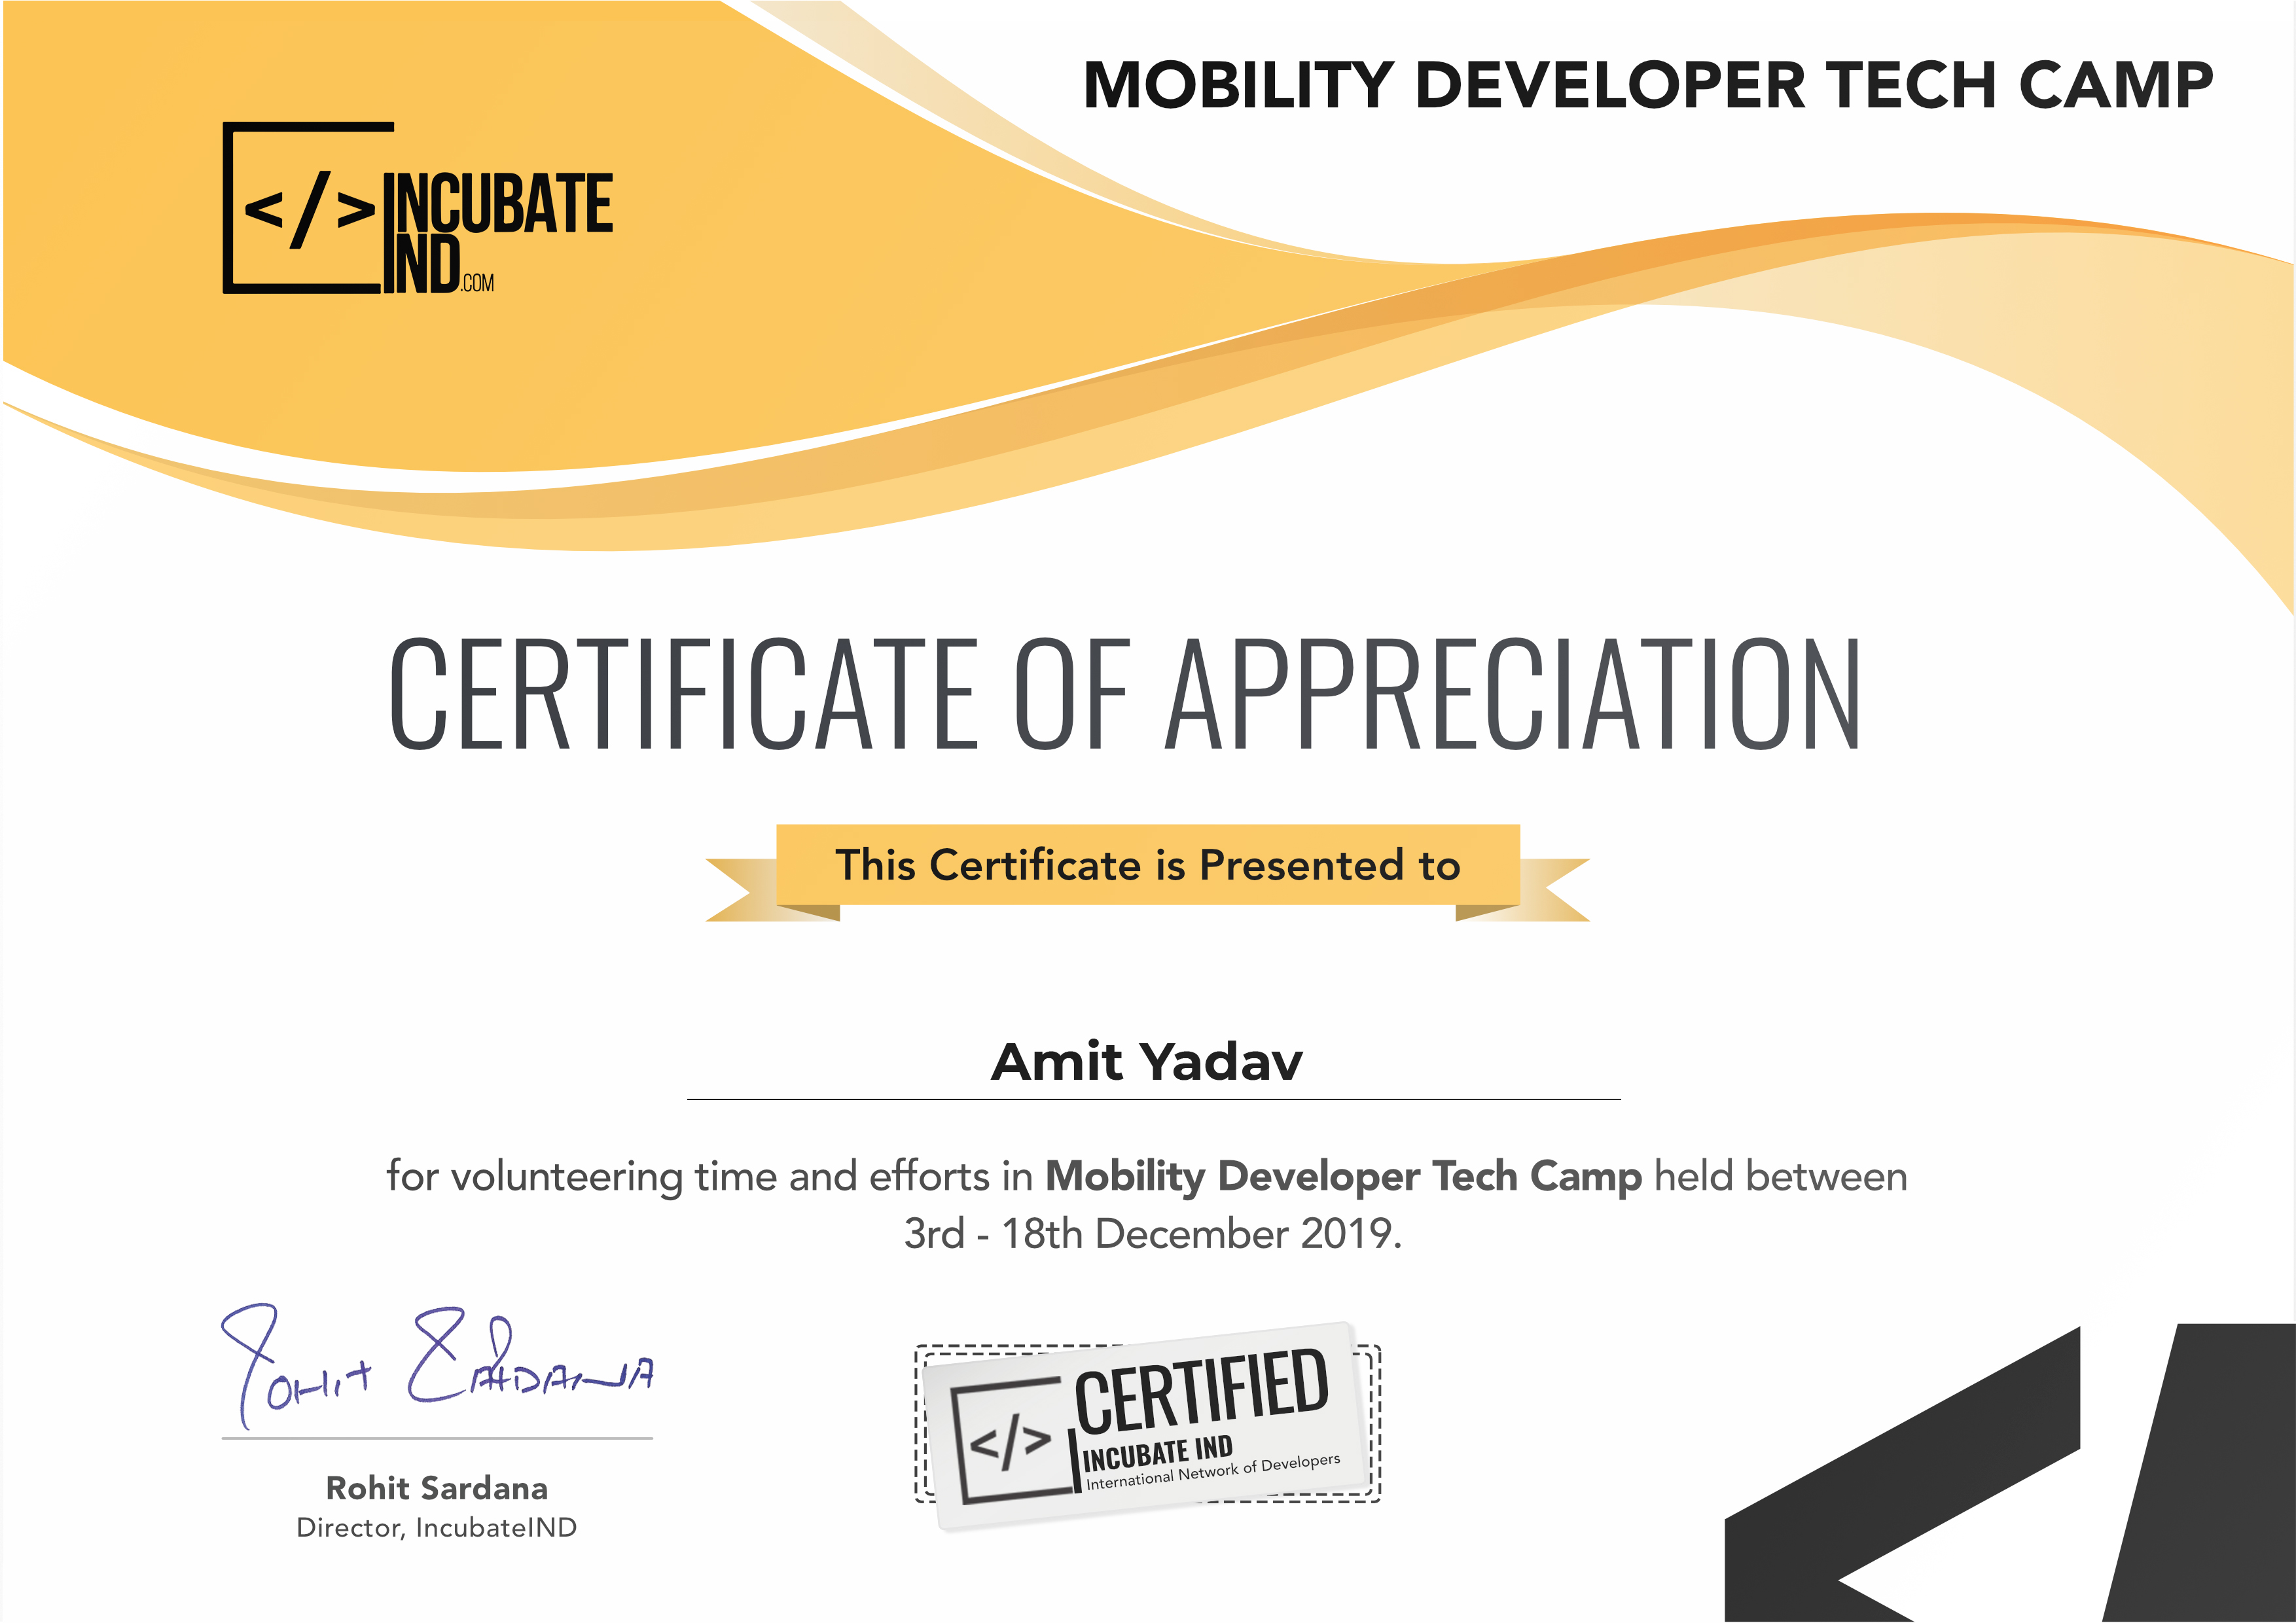 MOBILITY DEVELOPER TECH CAMP
</> INCUBATE
IND.COM
CERTIFICATE OF APPRECIATION
This Certificate is Presented to
Amit Yadav
for volunteering time and efforts in Mobility Developer Tech Camp held between
3rd - 18th December 2019.
ROHIT SARDANA
Rohit Sardana
Director, IncubateIND
</> CERTIFIED
INCUBATE IND
International Network of Developers